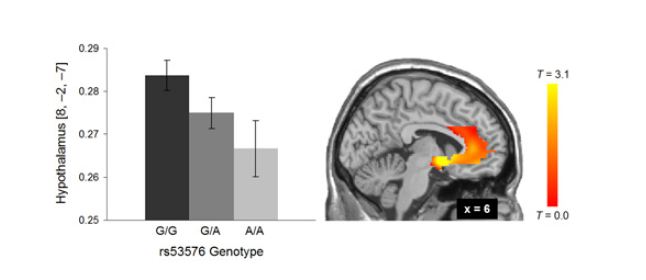 0.29
0.28
0.27
0.26
0.25
Hypothalamus [8, −2, −7]
G/G G/A A/A
rs53576 Genotype
x = 6
T = 3.1
T = 0.0